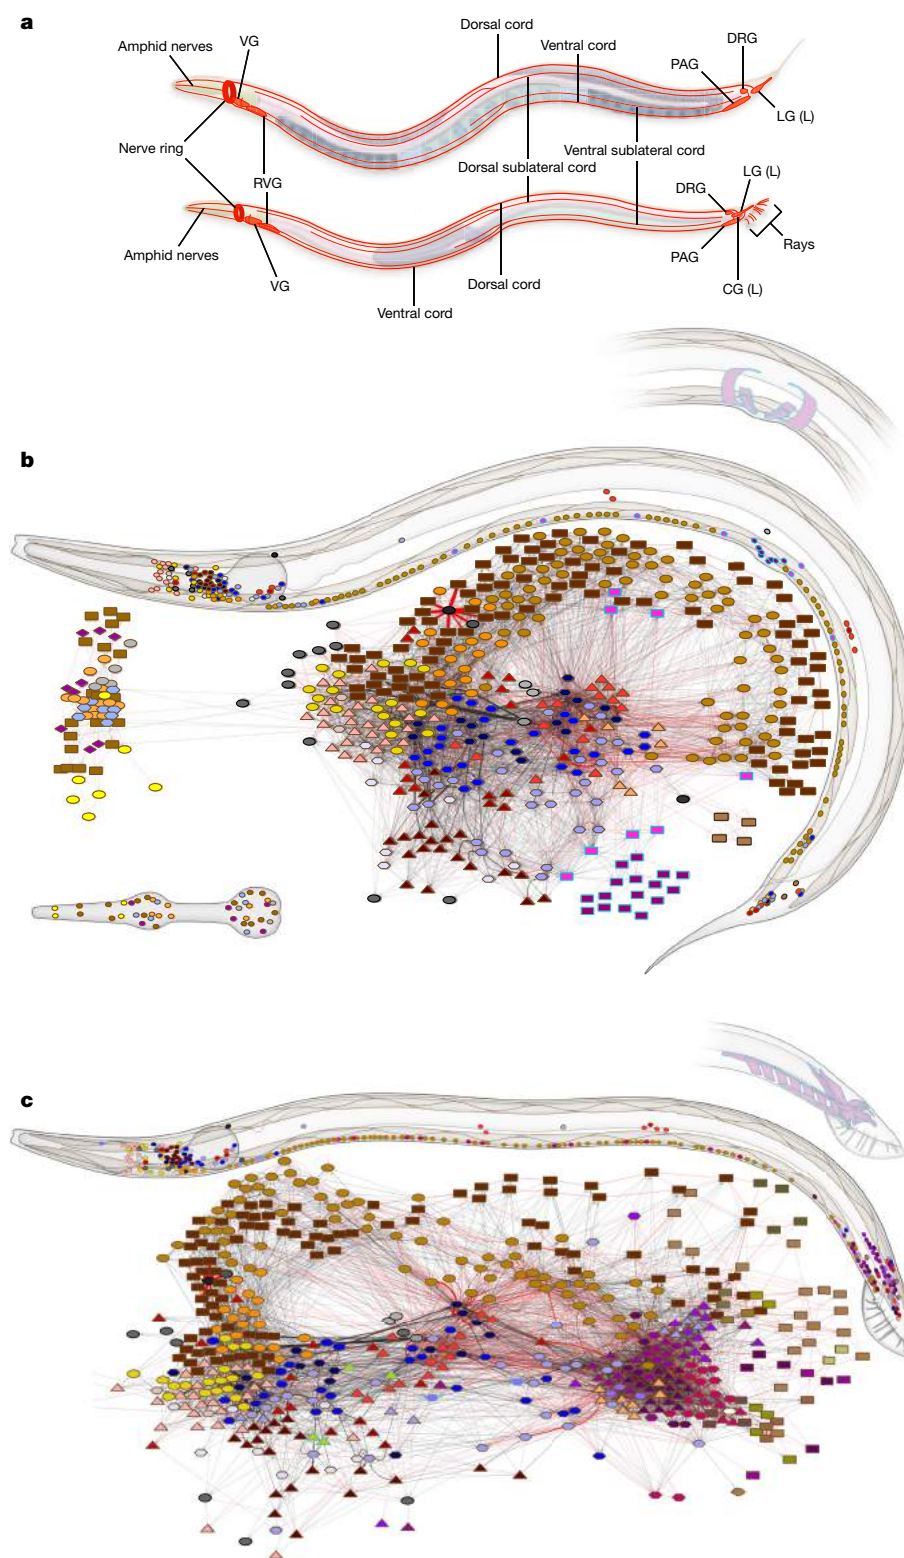 a
Dorsal cord
VG
DRG
Amphid nerves
Ventral cord
PAG
LG (L)
Nerve ring
Ventral sublateral cord
Dorsal sublateral cord
LG (L)
RVG
DRG
Rays
Amphid nerves
PAG
VG
Dorsal cord
CG (L)
Ventral cord
b
c